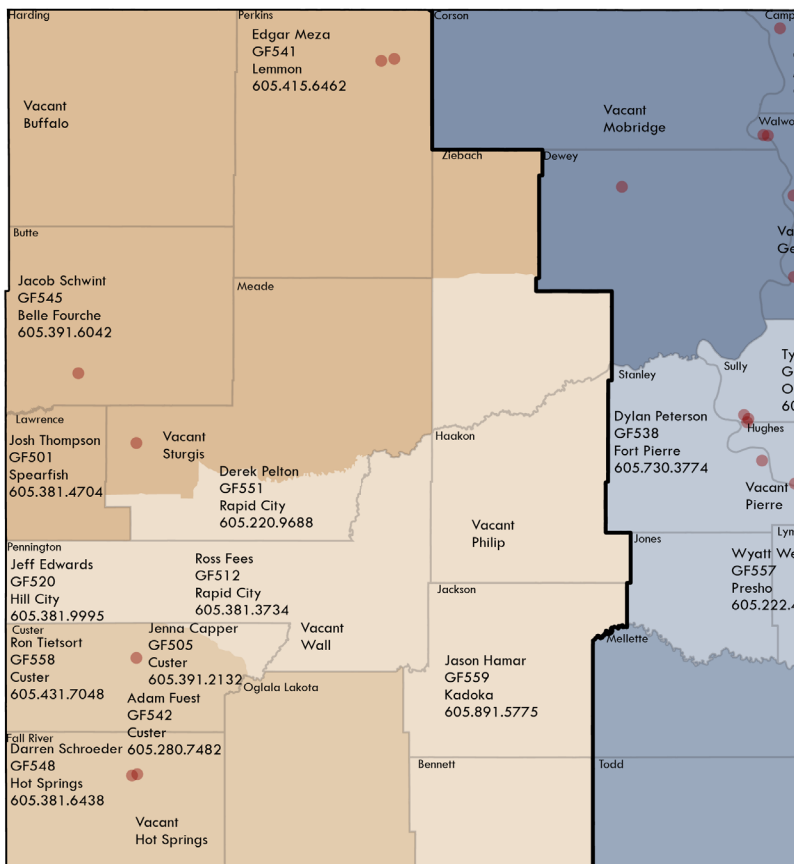 Harding
Perkins
Corson
Edgar Meza
GF541
Lemmon
605.415.6462
Vacant
Buffalo
Vacant
Mobridge
Ziebach
Dewey
Butte
Jacob Schwint
GF545
Belle Fourche
605.391.6042
Meade
Stanley
Sully
Lawrence
Josh Thompson
GF501
Spearfish
605.381.4704
Vacant
Sturgis
Derek Pelton
GF551
Rapid City
605.220.9688
Haakon
Dylan Peterson
GF538
Fort Pierre
605.730.3774
Hughes
Vacant
Pierre
Vacant
Philip
Pennington
Jeff Edwards
GF520
Hill City
605.381.9995
Ross Fees
GF512
Rapid City
605.381.3734
Jones
Wyatt We
GF557
Presho
605.222.
Custer
Ron Tietsort
GF558
Custer
605.431.7048
Jenna Capper
GF505
Custer
605.391.2132
Vacant
Wall
Jackson
Jason Hamar
GF559
Kadoka
605.891.5775
Mellette
Oglala Lakota
Adam Fuest
GF542
Custer
605.280.7482
Fall River
Darren Schroeder
GF548
Hot Springs
605.381.6438
Vacant
Hot Springs
Bennett
Todd